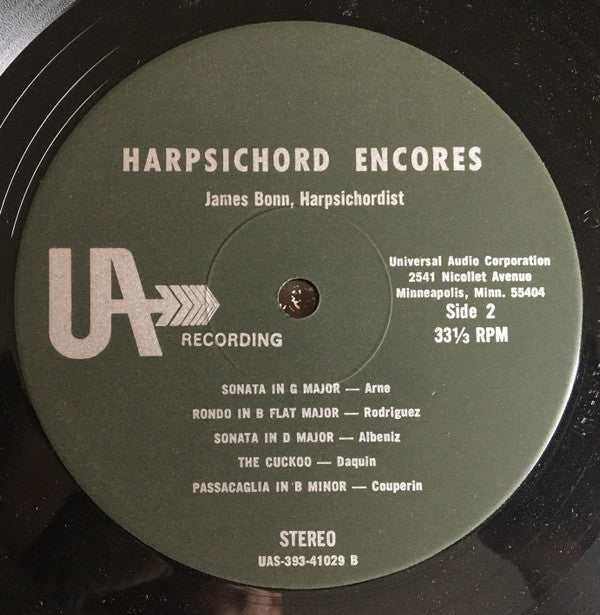 HARPSICHORD ENCORES
James Bonn, Harpsichordist
UA
RECORDING
Universal Audio Corporation
2541 Nicollet Avenue
Minneapolis, Minn. 55404
Side 2
33⅓ RPM
SONATA IN G MAJOR — Arne
RONDO IN B FLAT MAJOR — Rodriguez
SONATA IN D MAJOR — Albeniz
THE CUCKOO — Daquin
PASSACAGLIA IN B MINOR — Couperin
STEREO
UAS-393-41029 B